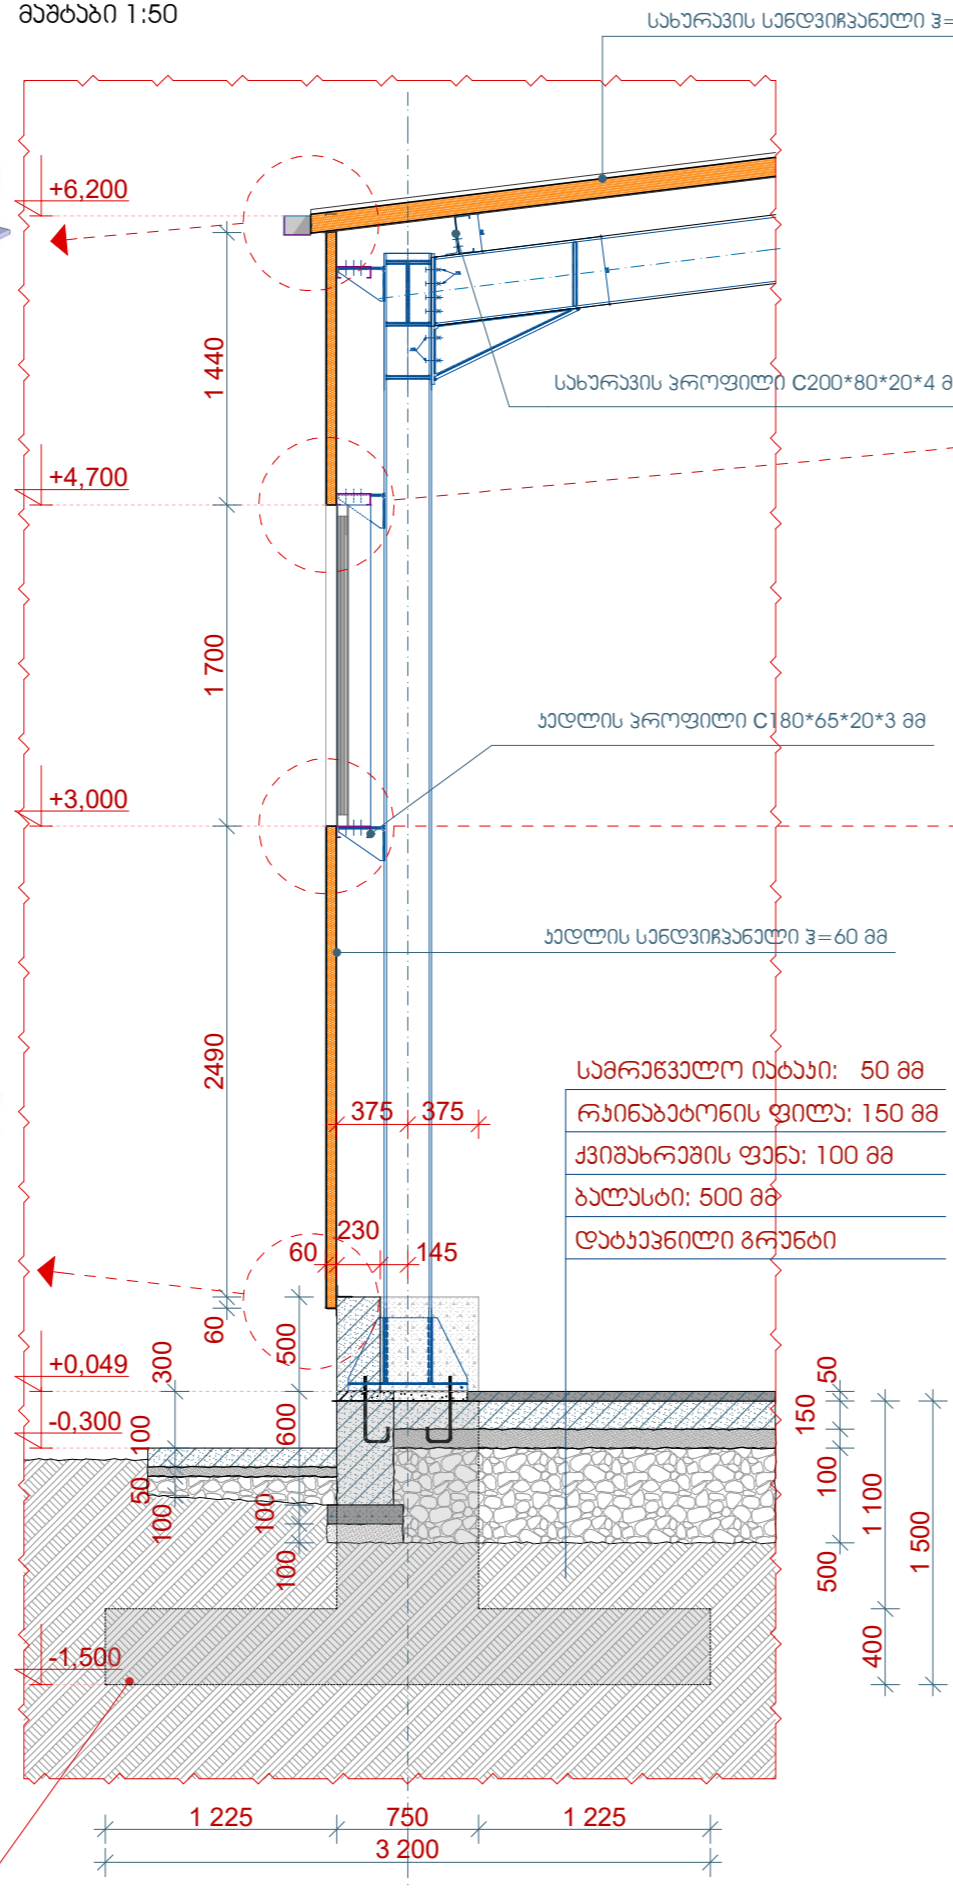 მაშტაბი 1:50
სახურავის სენდვიჩპანელი ჰ=
+6,200
1 440
სახურავის პროფილი C200*80*20*4 მ
+4,700
1 700
კედლის პროფილი C180*65*20*3 მმ
+3,000
კედლის სენდვიჩპანელი ჰ=60 მმ
2490
სამრეწველო იატაკი: 50 მმ
375 375
რკინაბეტონის ფილა: 150 მმ
ქვიშახრეშის ფენა: 100 მმ
ბალასტი: 500 მმ
230
დატკეპნილი გრუნტი
60 145
60
500
+0,049
300
50
-0,300
100
600
150
50
100
100
100
1 100
1 500
100
500
-1,500
400
1 225 750 1 225
3 200